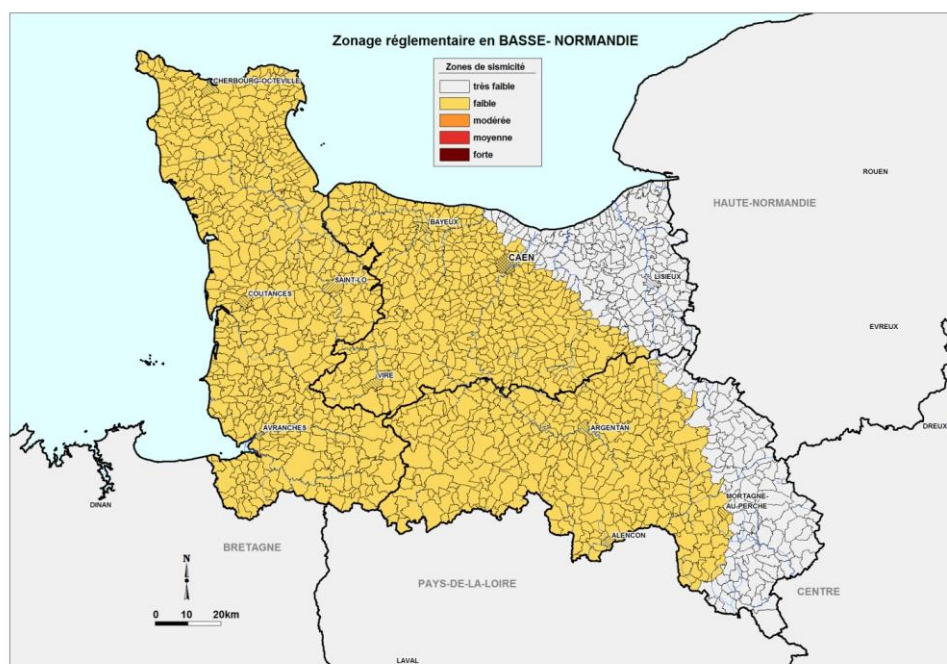 Zonage réglementaire en BASSE- NORMANDIE
Zones de sismicité
très faible
faible
modérée
moyenne
forte
CHERBOURG-OCTEVILLE
ROUEN
HAUTE-NORMANDIE
BAYEUX
CAEN
LISIEUX
SAINT-LO
COUTANCES
EVREUX
VIRE
AVRANCHES
ARGENTAN
DREUX
DINAN
MORTAGNE-
AU-PERCHE
ALENCON
BRETAGNE
PAYS-DE-LA-LOIRE
CENTRE
N
0 10 20km
LAVAL